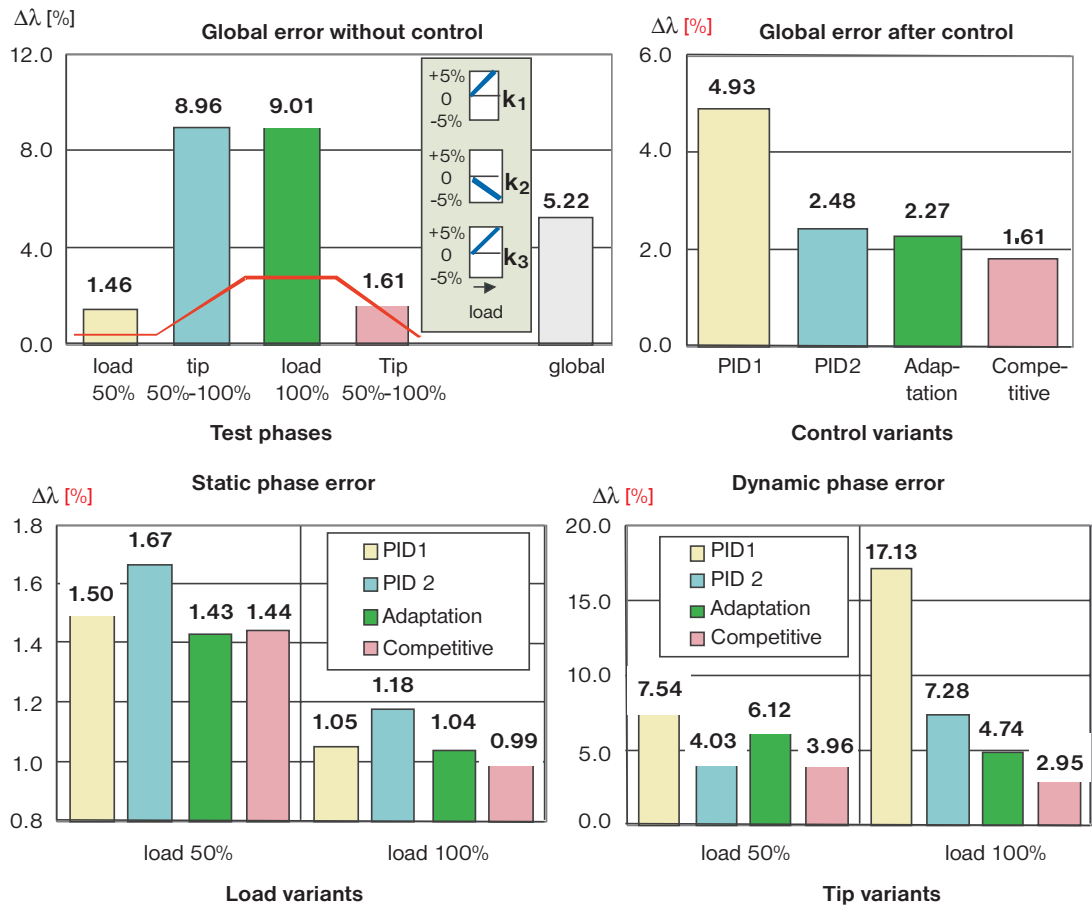 Δλ [%]
Global error without control
12.0
8.0
4.0
0.0
1.46
8.96
9.01
1.61
5.22
+5%
0
-5%
k1
+5%
0
-5%
k2
+5%
0
-5%
k3
load
load 50%
tip 50%-100%
load 100%
Tip 50%-100%
global
Test phases
Δλ [%]
Global error after control
6.0
4.0
2.0
0.0
4.93
2.48
2.27
1.61
PID1
PID2
Adap-
tation
Compe-
titive
Control variants
Δλ [%]
Static phase error
1.8
1.6
1.4
1.2
1.0
0.8
1.50
1.67
1.43
1.44
1.05
1.18
1.04
0.99
PID1
PID 2
Adaptation
Competitive
load 50%
load 100%
Load variants
Δλ [%]
Dynamic phase error
20.0
15.0
10.0
5.0
0.0
7.54
4.03
6.12
3.96
17.13
7.28
4.74
2.95
PID1
PID 2
Adaptation
Competitive
load 50%
load 100%
Tip variants